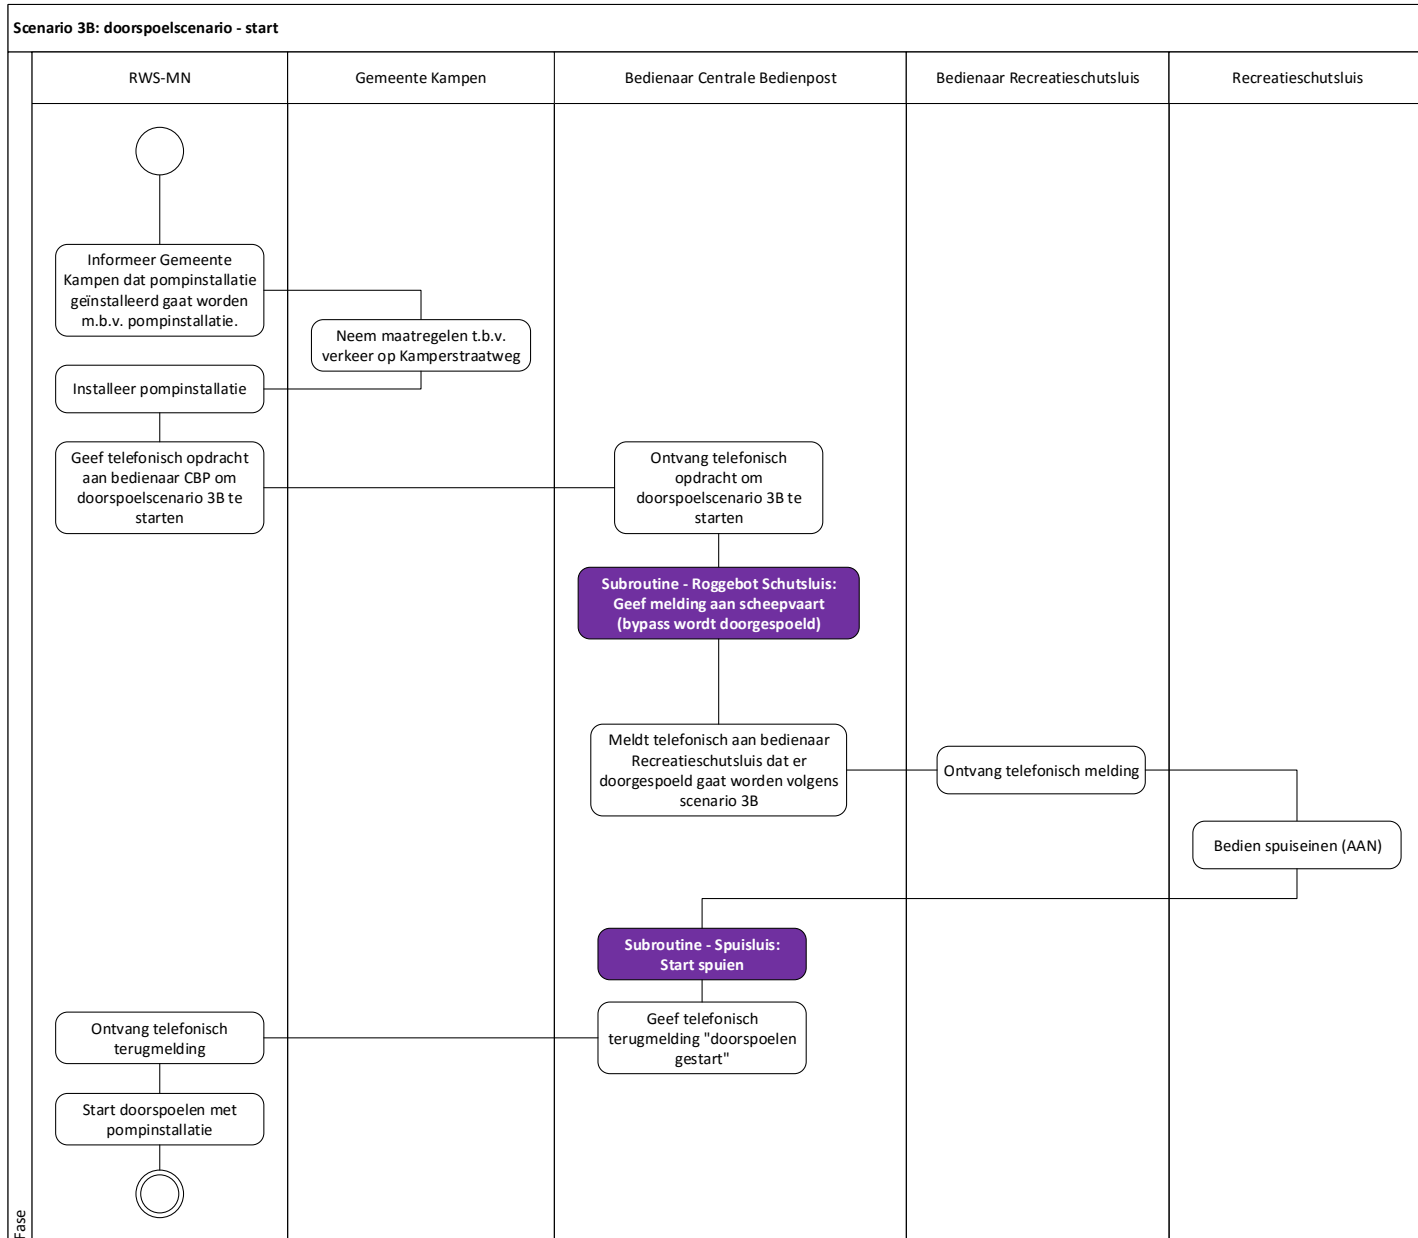 Scenario 3B: doorspoelscenario - start
RWS-MN
Gemeente Kampen
Bedienaar Centrale Bedienpost
Bedienaar Recreatieschutsluis
Recreatieschutsluis
Informeer Gemeente
Kampen dat pompinstallatie
geïnstalleerd gaat worden
m.b.v. pompinstallatie.
Neem maatregelen t.b.v.
verkeer op Kamperstraatweg
Installeer pompinstallatie
Geef telefonisch opdracht
aan bedienaar CBP om
doorspoelscenario 3B te
starten
Ontvang telefonisch
opdracht om
doorspoelscenario 3B te
starten
Subroutine - Roggebot Schutsluis:
Geef melding aan scheepvaart
(bypass wordt doorgespoeld)
Meldt telefonisch aan bedienaar
Recreatieschutsluis dat er
doorgespoeld gaat worden volgens
scenario 3B
Ontvang telefonisch melding
Bedien spuiseinen (AAN)
Subroutine - Spuisluis:
Start spuien
Geef telefonisch
terugmelding "doorspoelen
gestart"
Ontvang telefonisch
terugmelding
Start doorspoelen met
pompinstallatie
Fase